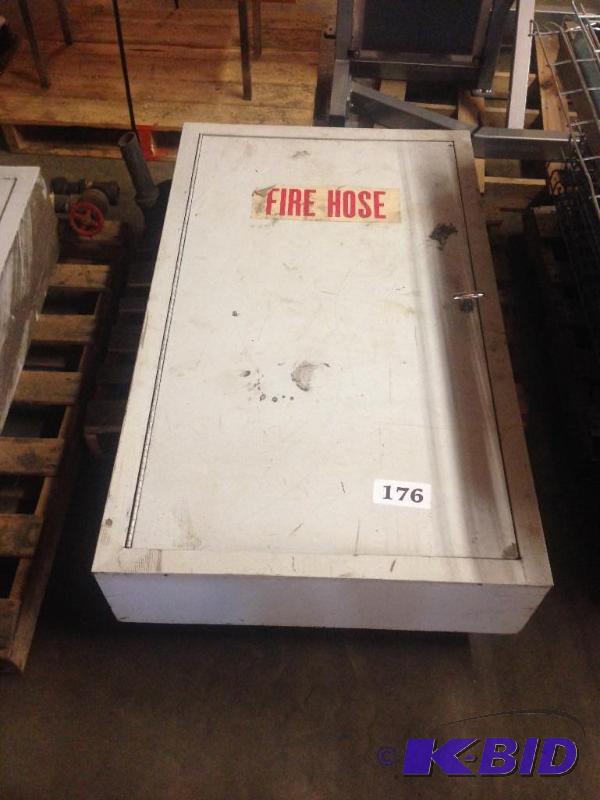 FIRE HOSE
176
© K-BID